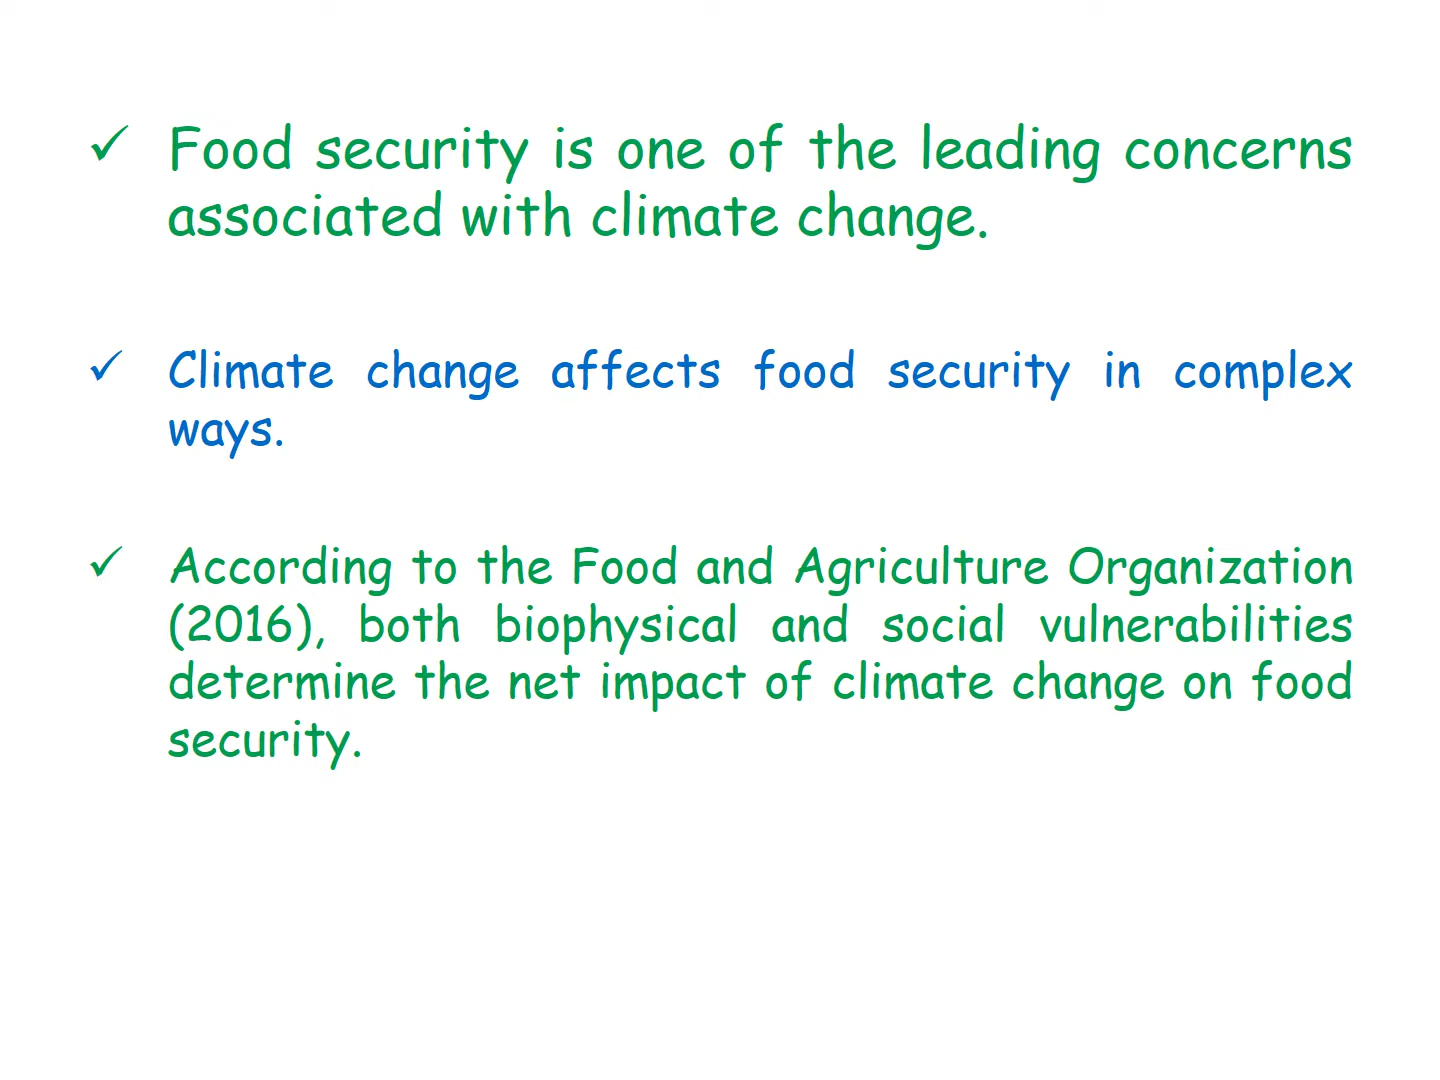 ✓ Food security is one of the leading concerns
associated with climate change.
✓ Climate change affects food security in complex
ways.
✓ According to the Food and Agriculture Organization
(2016), both biophysical and social vulnerabilities
determine the net impact of climate change on food
security.